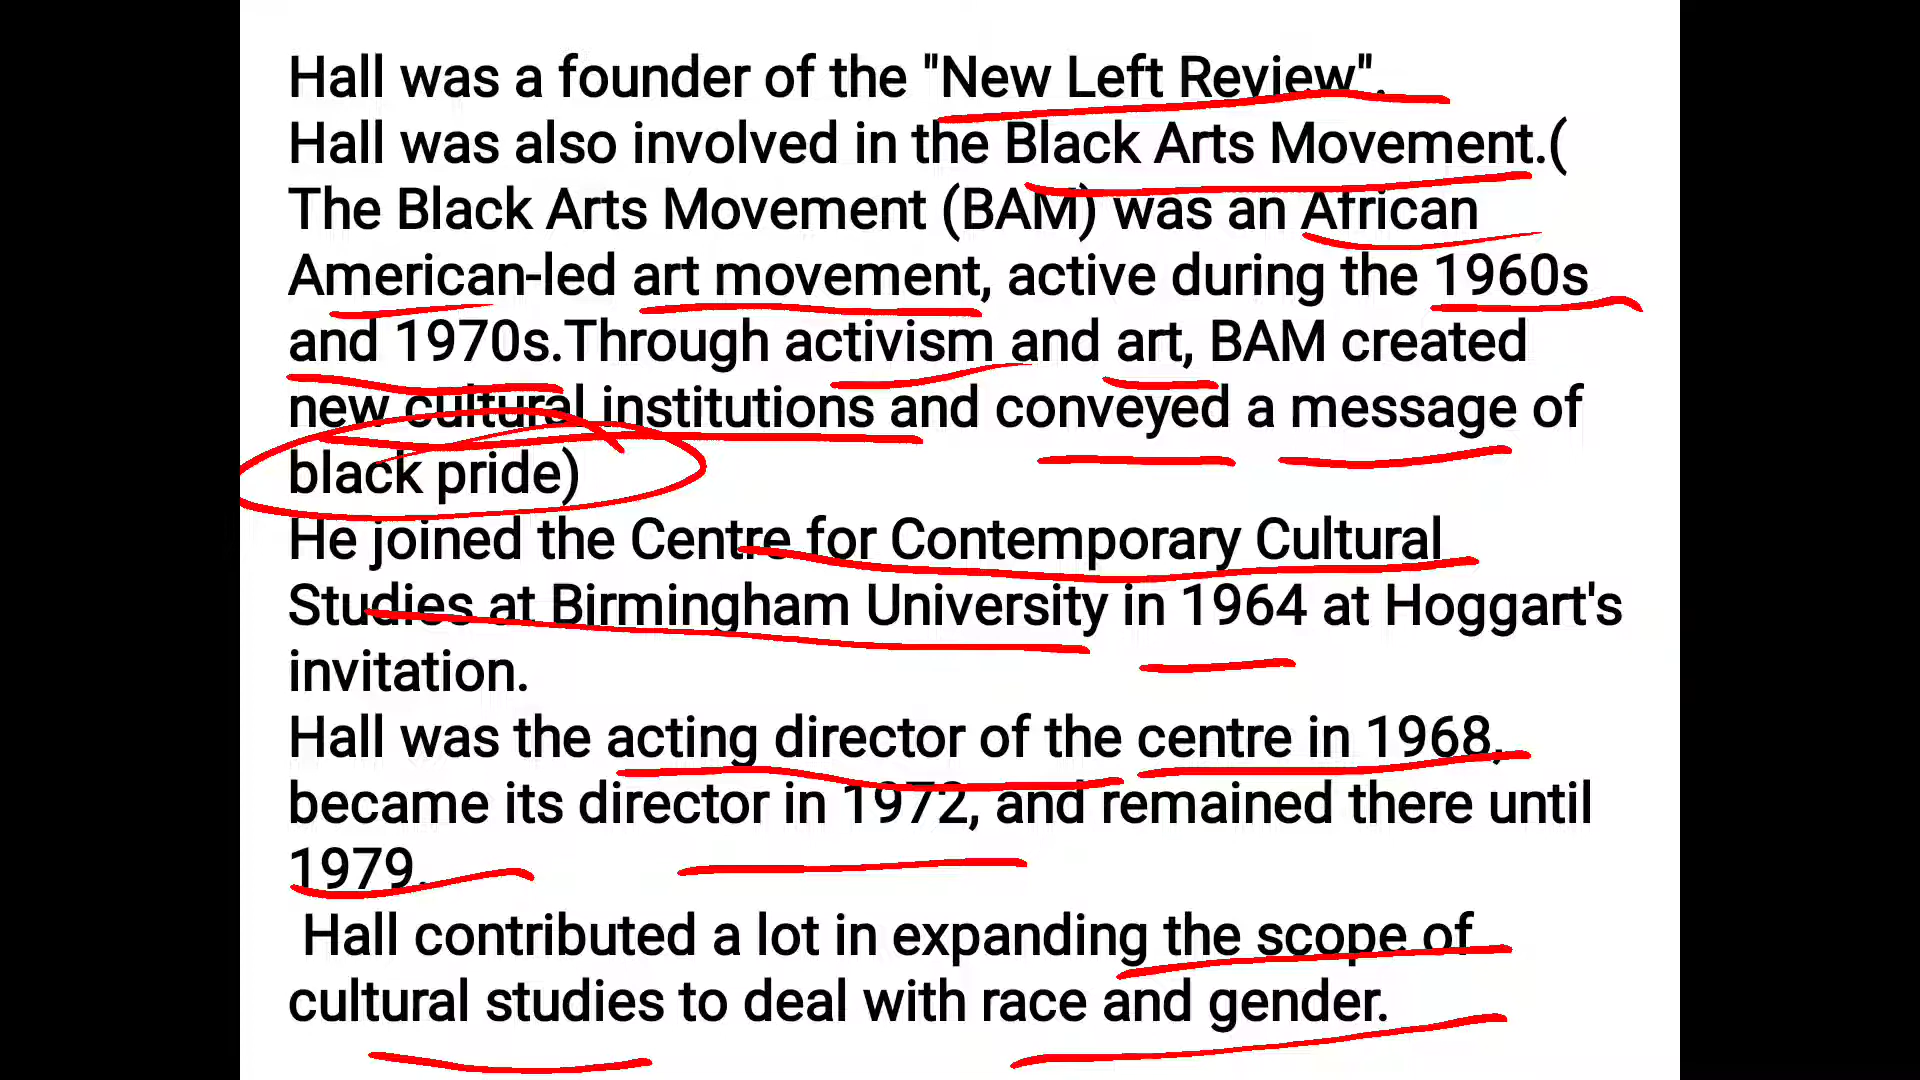 Hall was a founder of the "New Left Review".
Hall was also involved in the Black Arts Movement.(
The Black Arts Movement (BAM) was an African
American-led art movement, active during the 1960s
and 1970s.Through activism and art, BAM created
new cultural institutions and conveyed a message of
black pride)
He joined the Centre for Contemporary Cultural
Studies at Birmingham University in 1964 at Hoggart's
invitation.
Hall was the acting director of the centre in 1968,
became its director in 1972, and remained there until
1979.
Hall contributed a lot in expanding the scope of
cultural studies to deal with race and gender.